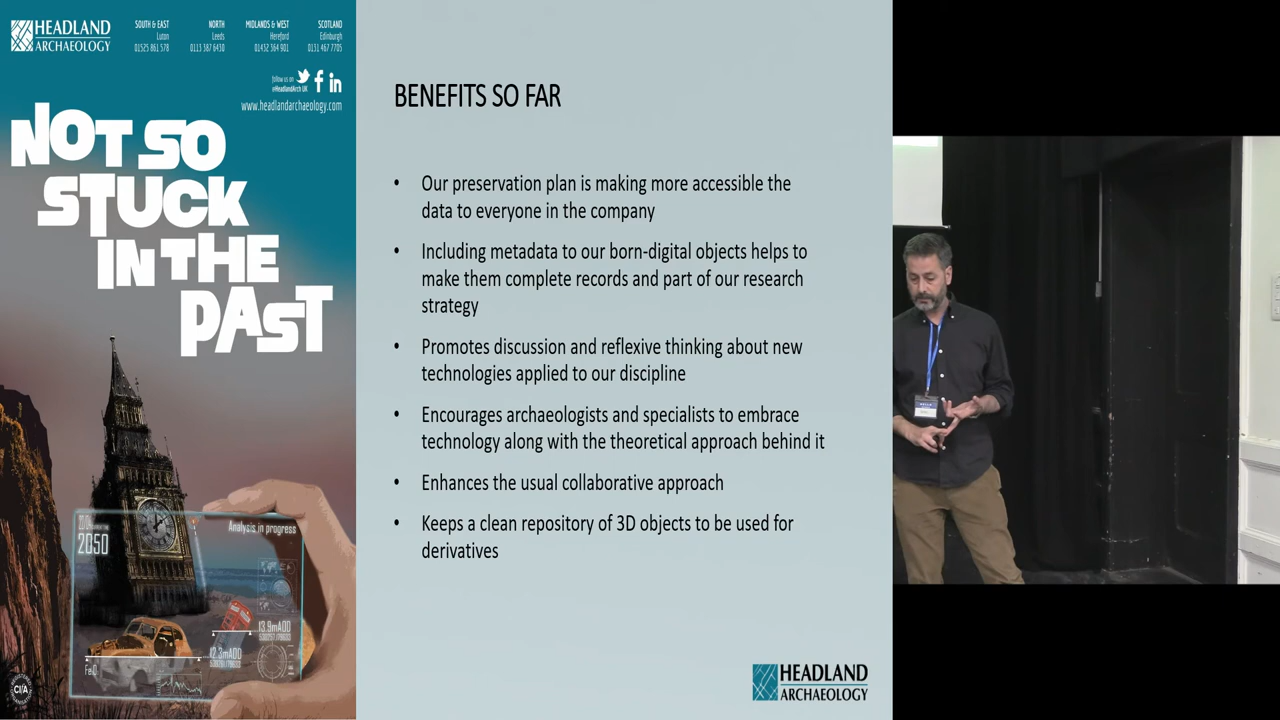 HEADLAND
ARCHAEOLOGY
SOUTH & EAST
Luton
01525 861 578
NORTH
Leeds
0113 387 6430
MIDLANDS & WEST
Hereford
01432 364 901
SCOTLAND
Edinburgh
0131 467 7705
follow us on
@HeadlandArch UK
www.headlandarchaeology.com
NOT SO
STUCK
IN THE
PAST
2050
Analysis in progress
13.9mAOD
12.3mAOD
CIfA
BENEFITS SO FAR
• Our preservation plan is making more accessible the
data to everyone in the company
• Including metadata to our born-digital objects helps to
make them complete records and part of our research
strategy
• Promotes discussion and reflexive thinking about new
technologies applied to our discipline
• Encourages archaeologists and specialists to embrace
technology along with the theoretical approach behind it
• Enhances the usual collaborative approach
• Keeps a clean repository of 3D objects to be used for
derivatives
HEADLAND
ARCHAEOLOGY